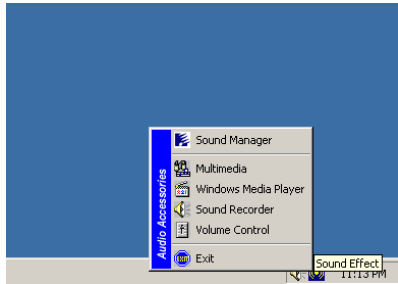 Audio Accessories
Sound Manager
Multimedia
Windows Media Player
Sound Recorder
Volume Control
Exit
Sound Effect
11:13 PM